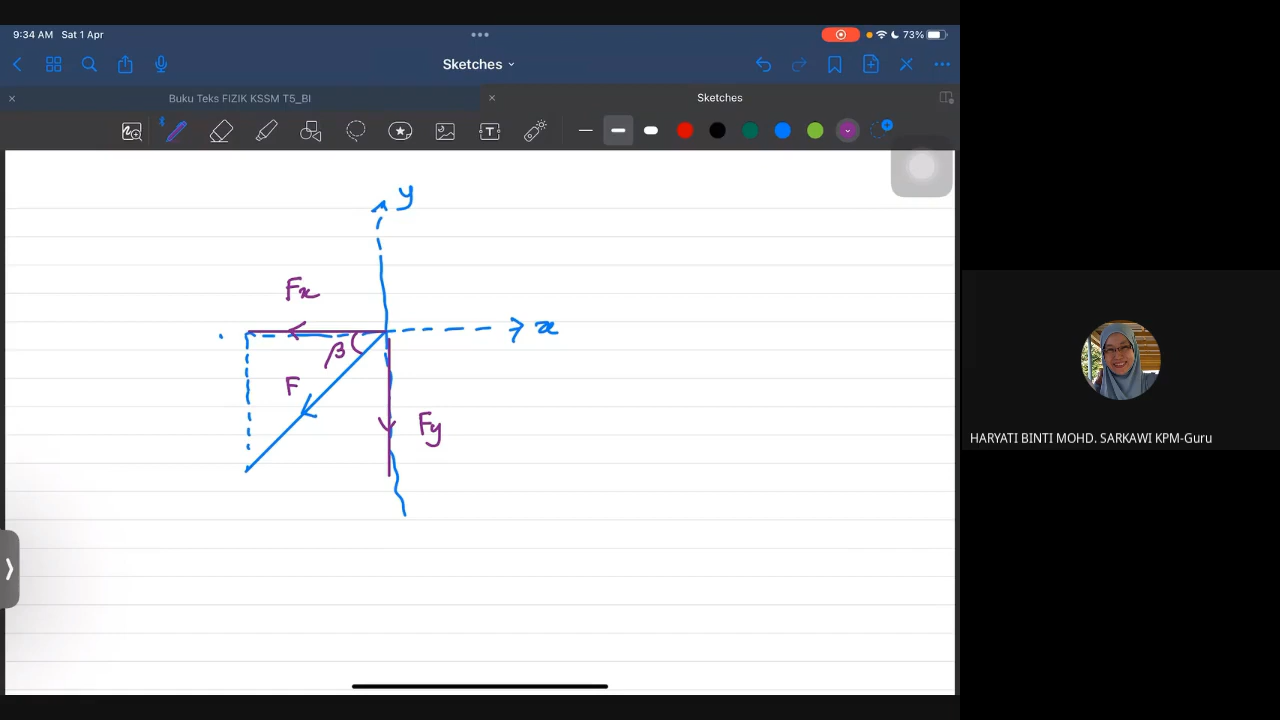 9:34 AM Sat 1 Apr
73%
Sketches
Buku Teks FIZIK KSSM T5_BI
Sketches
y
Fx
x
β
F
Fy
HARYATI BINTI MOHD. SARKAWI KPM-Guru